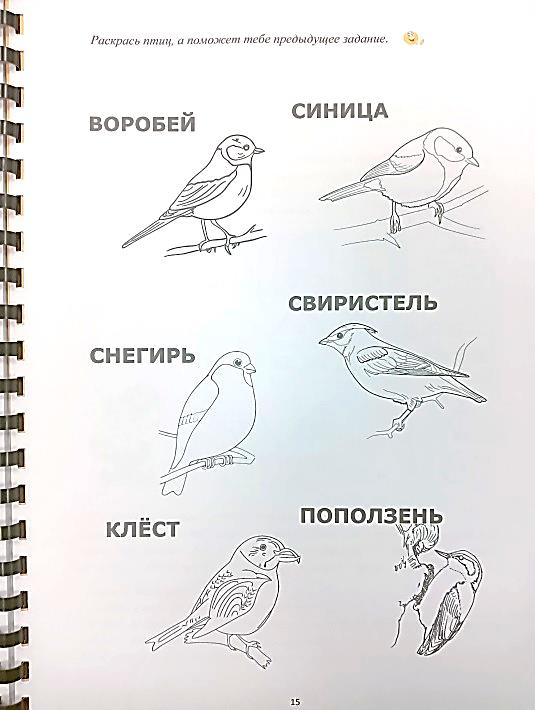 Раскрась птиц, а поможет тебе предыдущее задание.
ВОРОБЕЙ
СИНИЦА
СНЕГИРЬ
СВИРИСТЕЛЬ
КЛЁСТ
ПОПОЛЗЕНЬ
15